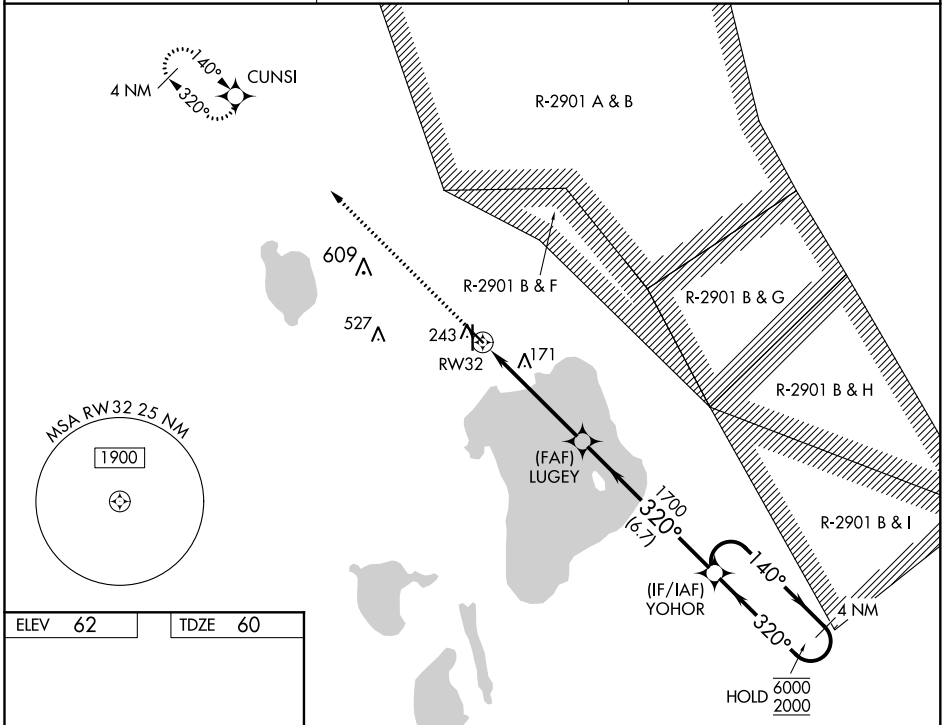 140°
CUNSI
4 NM
320°
R-2901 A & B
609
R-2901 B & F
R-2901 B & G
527
243
RW32
171
R-2901 B & H
MSA RW32 25 NM
1900
(FAF)
LUGEY
1700
320°
(6.7)
R-2901 B & I
140°
(IF/IAF)
YOHOR
4 NM
320°
HOLD
6000
2000
ELEV 62
TDZE 60